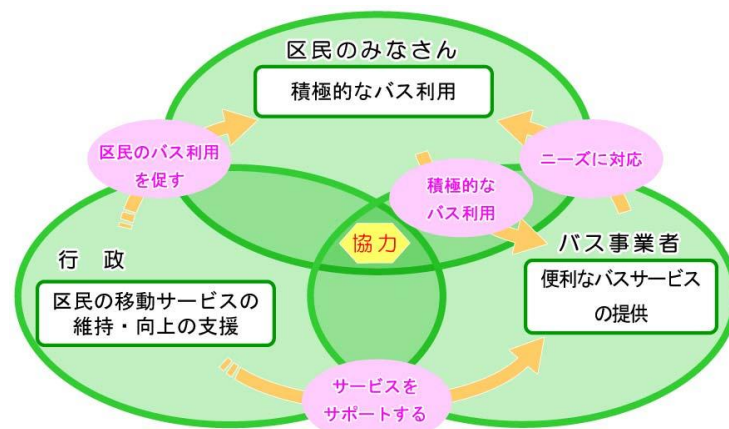 区民のみなさん
積極的なバス利用
区民のバス利用
を促す
ニーズに対応
積極的な
バス利用
協力
行　政
区民の移動サービスの
維持・向上の支援
バス事業者
便利なバスサービス
の提供
サービスを
サポートする